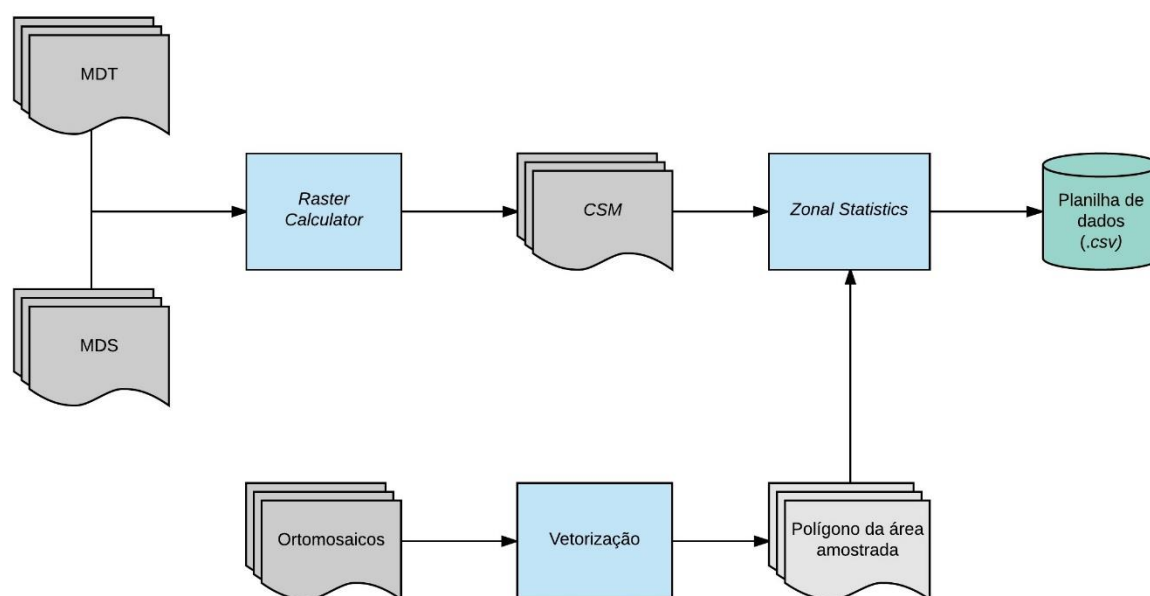 MDT
Raster
Calculator
CSM
Zonal Statistics
Planilha de
dados
(.csv)
MDS
Ortomosaicos
Vetorização
Polígono da área
amostrada